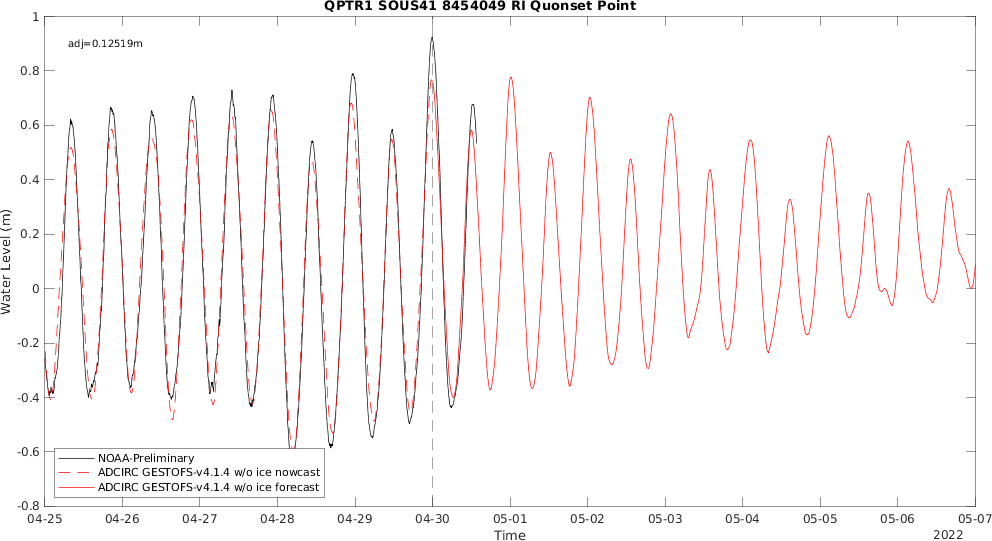 QPTR1 SOUS41 8454049 RI Quonset Point
adj=0.12519m
1
0.8
0.6
0.4
0.2
0
-0.2
-0.4
-0.6
-0.8
Water Level (m)
NOAA-Preliminary
ADCIRC GESTOFS-v4.1.4 w/o ice nowcast
ADCIRC GESTOFS-v4.1.4 w/o ice forecast
04-25 04-26 04-27 04-28 04-29 04-30 05-01 05-02 05-03 05-04 05-05 05-06 05-07
Time
2022